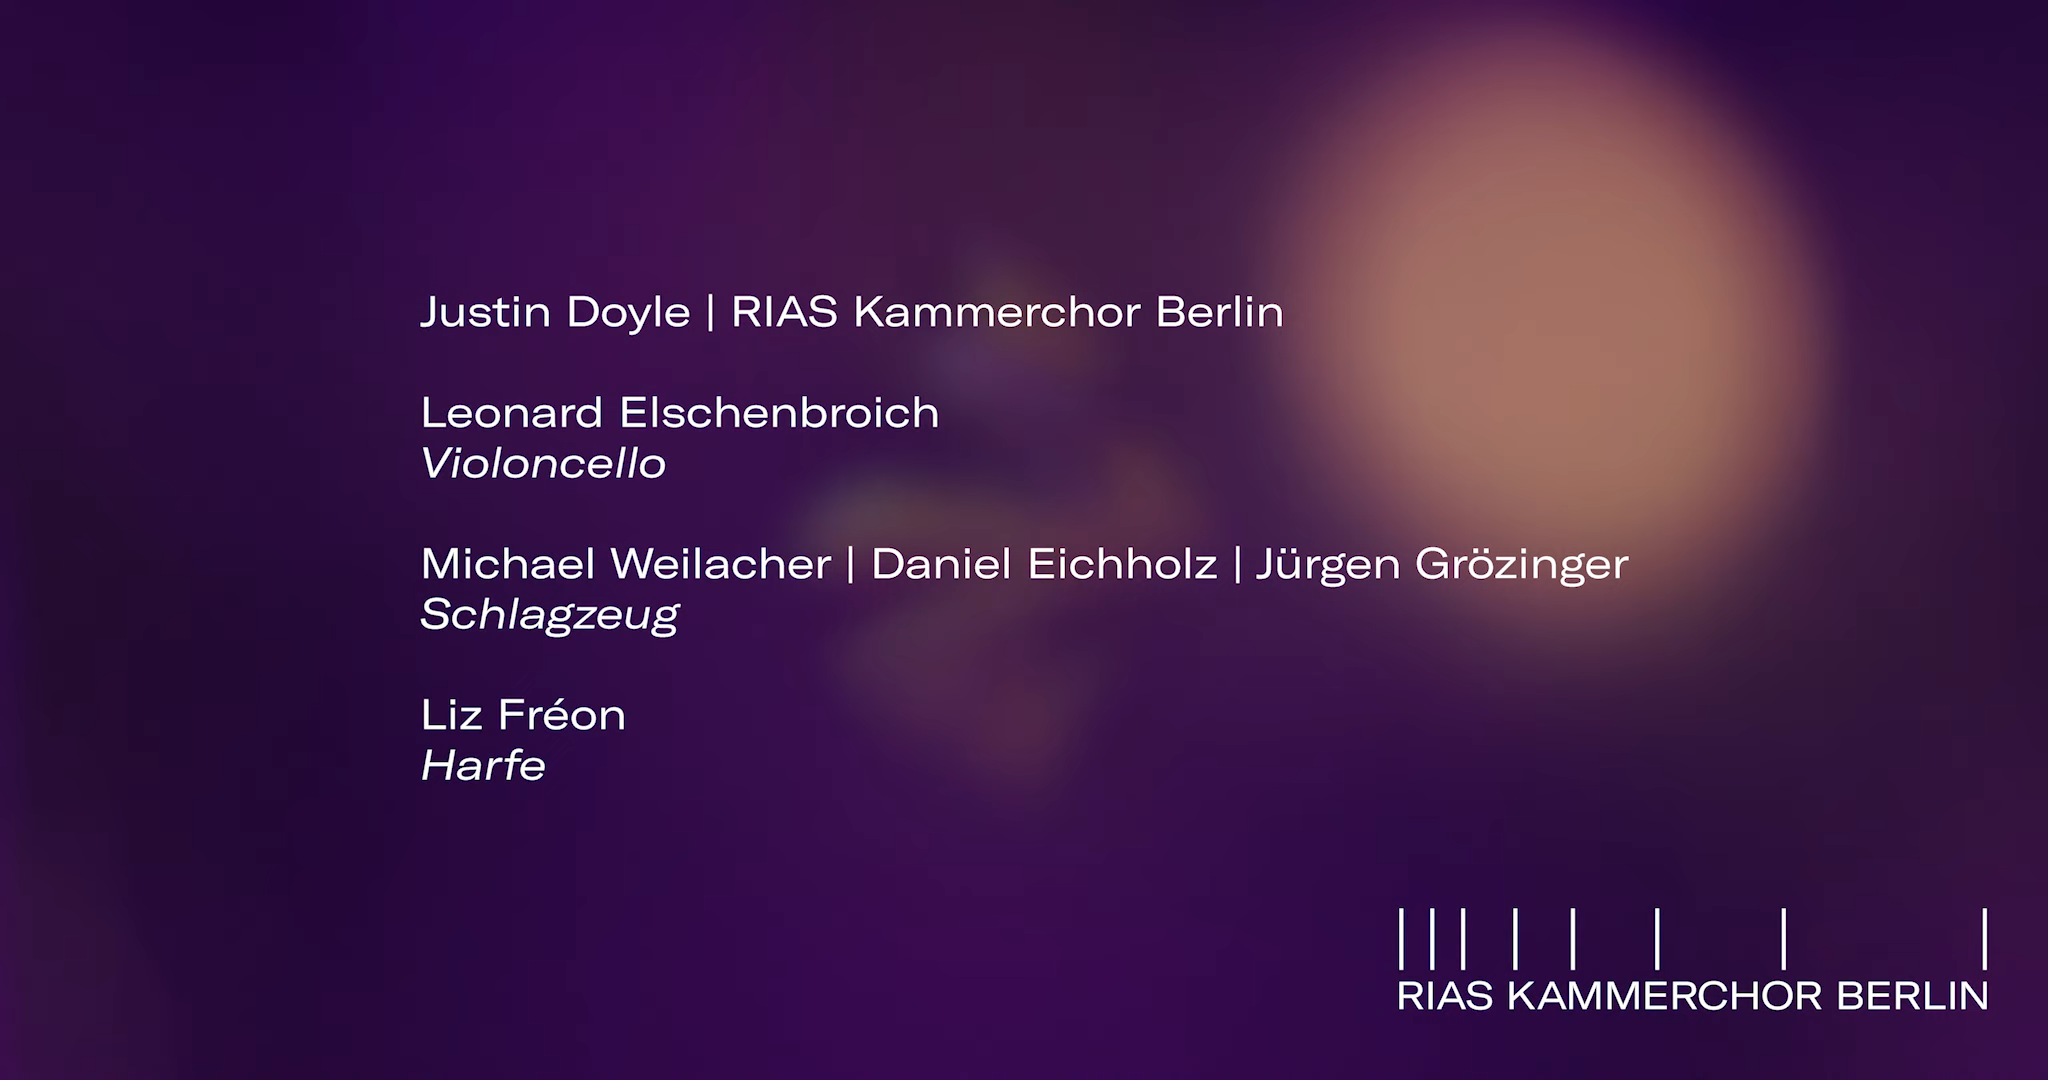 Justin Doyle | RIAS Kammerchor Berlin
Leonard Elschenbroich
Violoncello
Michael Weilacher | Daniel Eichholz | Jürgen Grözinger
Schlagzeug
Liz Fréon
Harfe
RIAS KAMMERCHOR BERLIN